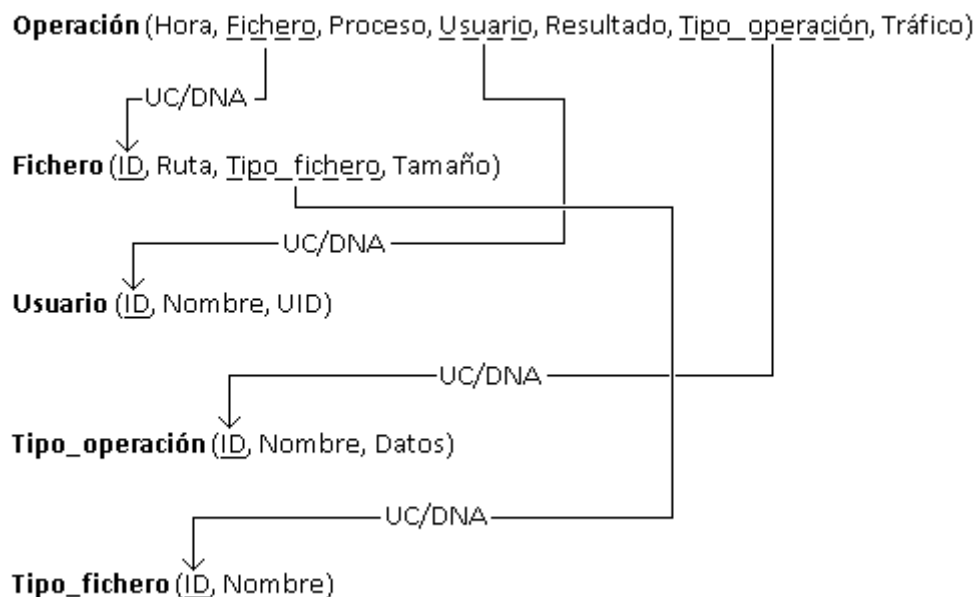 Operación (Hora, Fichero, Proceso, Usuario, Resultado, Tipo_operación, Tráfico)
UC/DNA
Fichero (ID, Ruta, Tipo_fichero, Tamaño)
UC/DNA
Usuario (ID, Nombre, UID)
UC/DNA
Tipo_operación (ID, Nombre, Datos)
UC/DNA
Tipo_fichero (ID, Nombre)